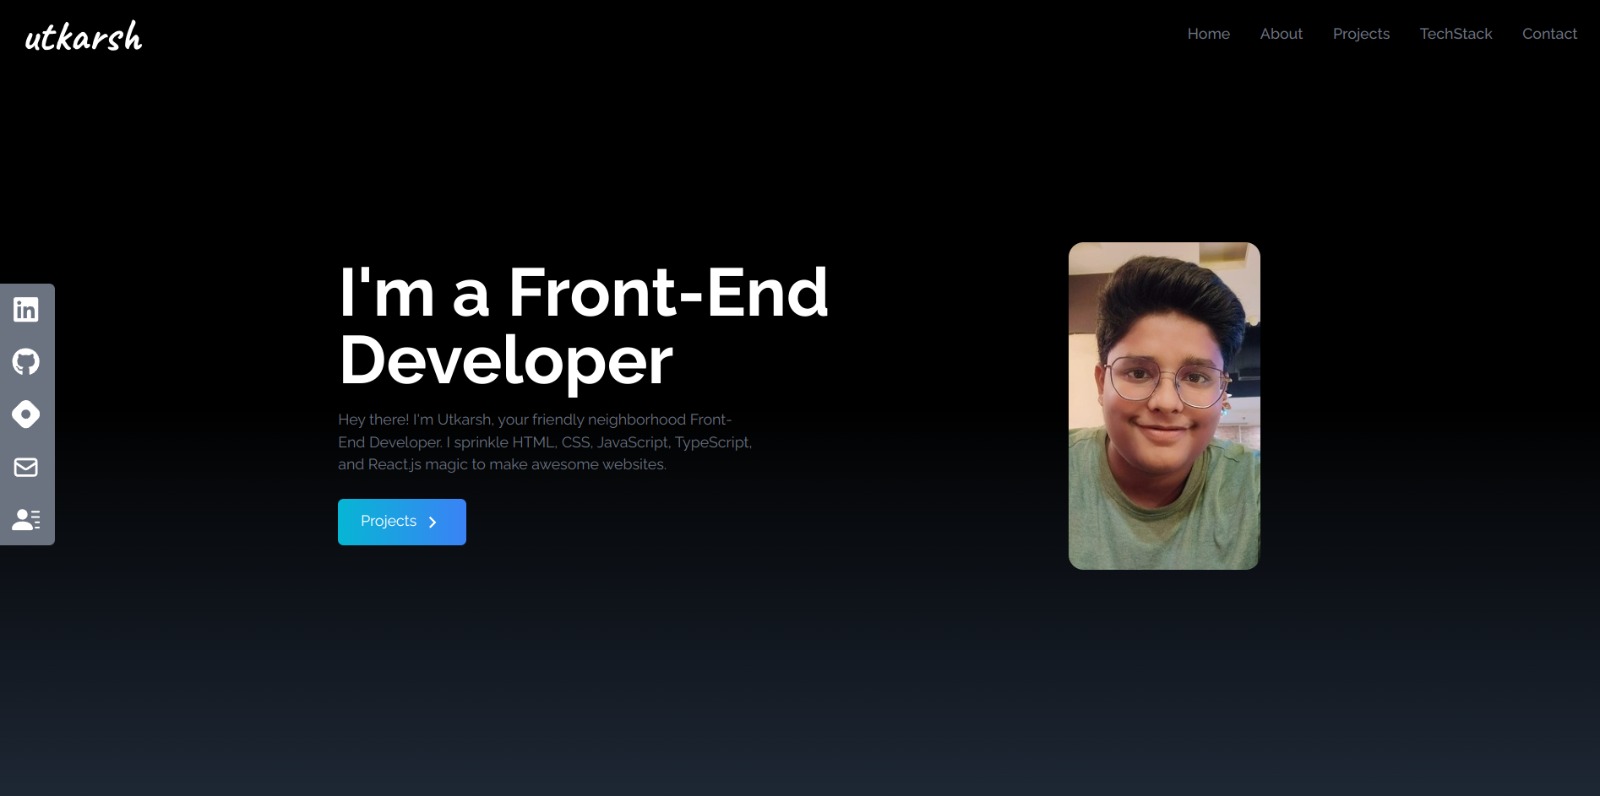 utkarsh
Home
About
Projects
TechStack
Contact
I'm a Front-End
Developer
Hey there! I'm Utkarsh, your friendly neighborhood Front-
End Developer. I sprinkle HTML, CSS, JavaScript, TypeScript,
and React.js magic to make awesome websites.
Projects
in